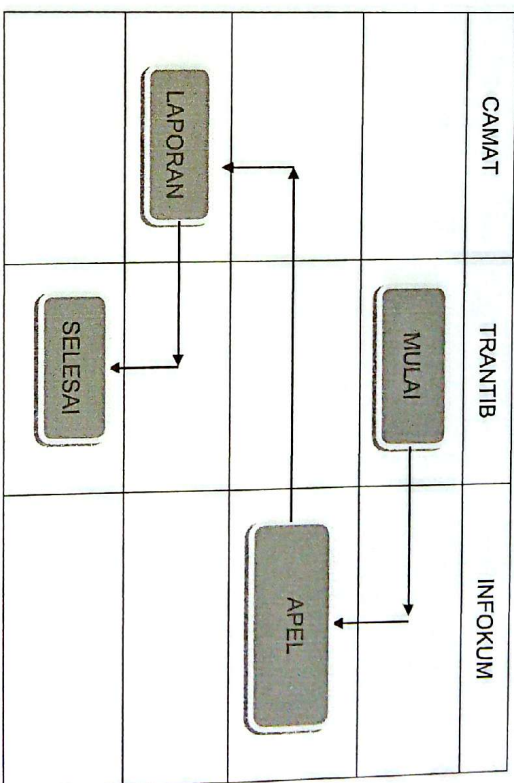 CAMAT
TRANTIB
INFOKUM
MULAI
APEL
LAPORAN
SELESAI